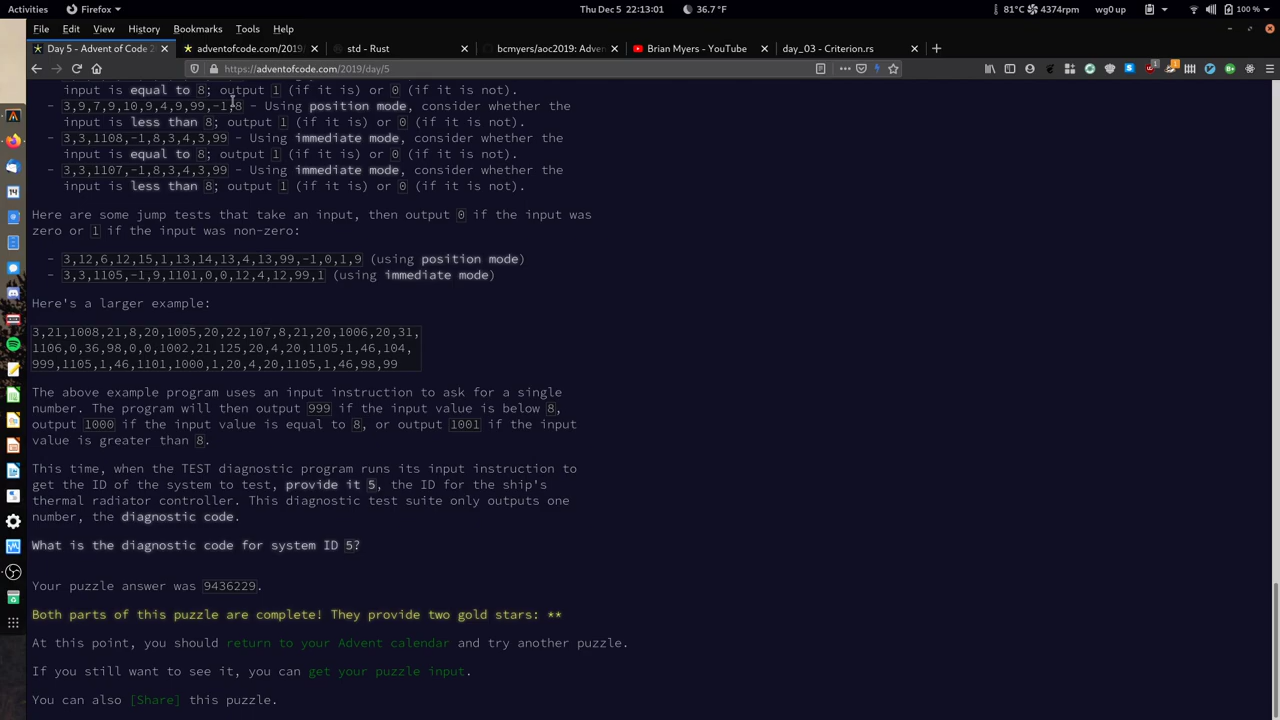 Activities
Firefox
Thu Dec 5 22:13:01
36.7 °F
81°C
4374rpm
wg0 up
100 %
File Edit View History Bookmarks Tools Help
Day 5 - Advent of Code 2
adventofcode.com/2019/
std - Rust
bcmyers/aoc2019: Adven
Brian Myers - YouTube
day_03 - Criterion.rs
https://adventofcode.com/2019/day/5
input is equal to 8; output 1 (if it is) or 0 (if it is not).
- 3,9,7,9,10,9,4,9,99,-1,8 - Using position mode, consider whether the
input is less than 8; output 1 (if it is) or 0 (if it is not).
- 3,3,1108,-1,8,3,4,3,99 - Using immediate mode, consider whether the
input is equal to 8; output 1 (if it is) or 0 (if it is not).
- 3,3,1107,-1,8,3,4,3,99 - Using immediate mode, consider whether the
input is less than 8; output 1 (if it is) or 0 (if it is not).
Here are some jump tests that take an input, then output 0 if the input was
zero or 1 if the input was non-zero:
- 3,12,6,12,15,1,13,14,13,4,13,99,-1,0,1,9 (using position mode)
- 3,3,1105,-1,9,1101,0,0,12,4,12,99,1 (using immediate mode)
Here's a larger example:
3,21,1008,21,8,20,1005,20,22,107,8,21,20,1006,20,31,
1106,0,36,98,0,0,1002,21,125,20,4,20,1105,1,46,104,
999,1105,1,46,1101,1000,1,20,4,20,1105,1,46,98,99
The above example program uses an input instruction to ask for a single
number. The program will then output 999 if the input value is below 8,
output 1000 if the input value is equal to 8, or output 1001 if the input
value is greater than 8.
This time, when the TEST diagnostic program runs its input instruction to
get the ID of the system to test, provide it 5, the ID for the ship's
thermal radiator controller. This diagnostic test suite only outputs one
number, the diagnostic code.
What is the diagnostic code for system ID 5?
Your puzzle answer was 9436229.
Both parts of this puzzle are complete! They provide two gold stars: **
At this point, you should return to your Advent calendar and try another puzzle.
If you still want to see it, you can get your puzzle input.
You can also [Share] this puzzle.